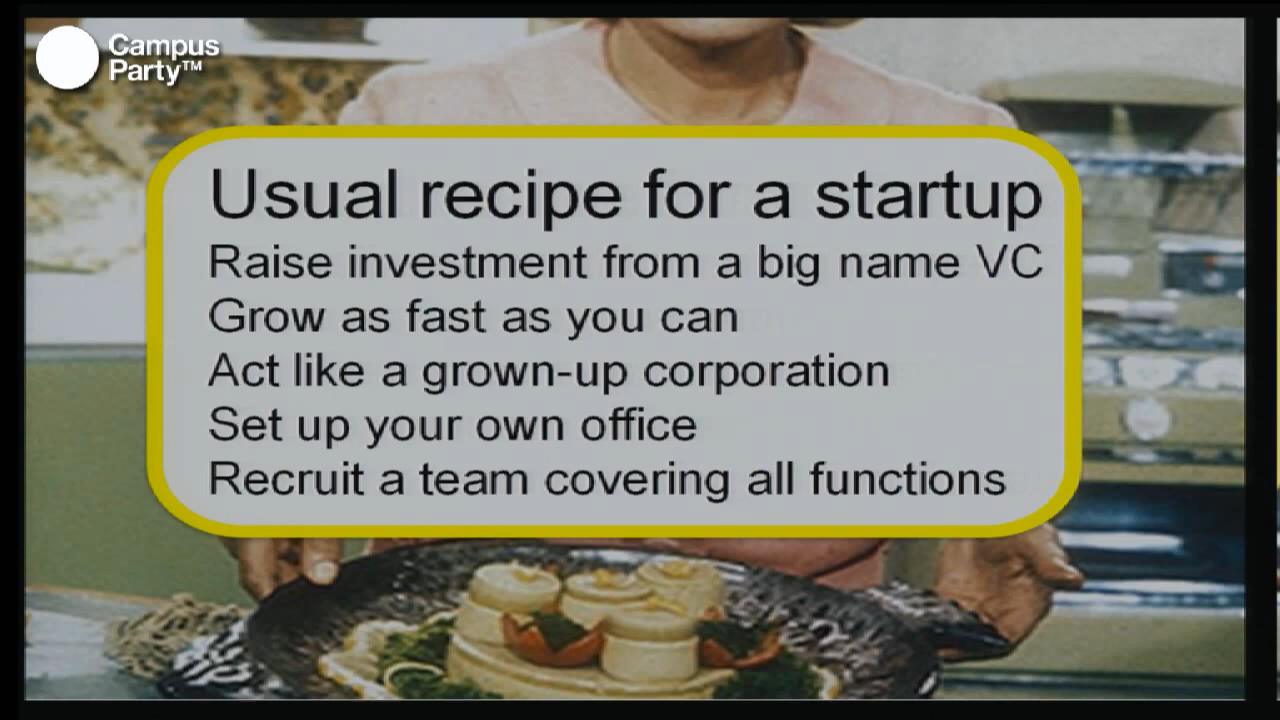 Campus
Party™
Usual recipe for a startup
Raise investment from a big name VC
Grow as fast as you can
Act like a grown-up corporation
Set up your own office
Recruit a team covering all functions